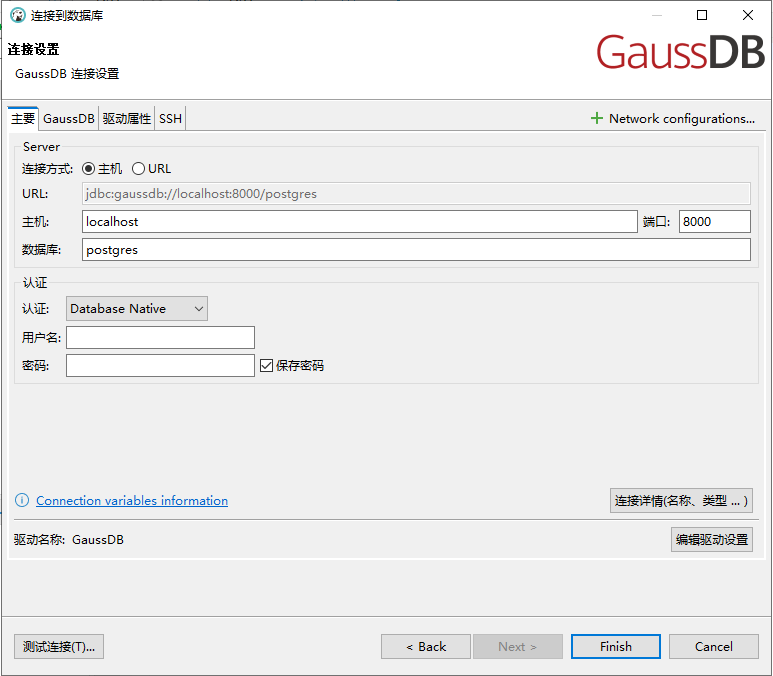 连接到数据库
连接设置
GaussDB 连接设置
GaussDB
主要 GaussDB 驱动属性 SSH Network configurations...
Server
连接方式: 主机 URL
URL: jdbc:gaussdb://localhost:8000/postgres
主机: localhost 端口: 8000
数据库: postgres
认证
认证: Database Native
用户名:
密码: 保存密码
Connection variables information 连接详情(名称、类型 ... )
驱动名称: GaussDB 编辑驱动设置
测试连接(T)... < Back Next > Finish Cancel